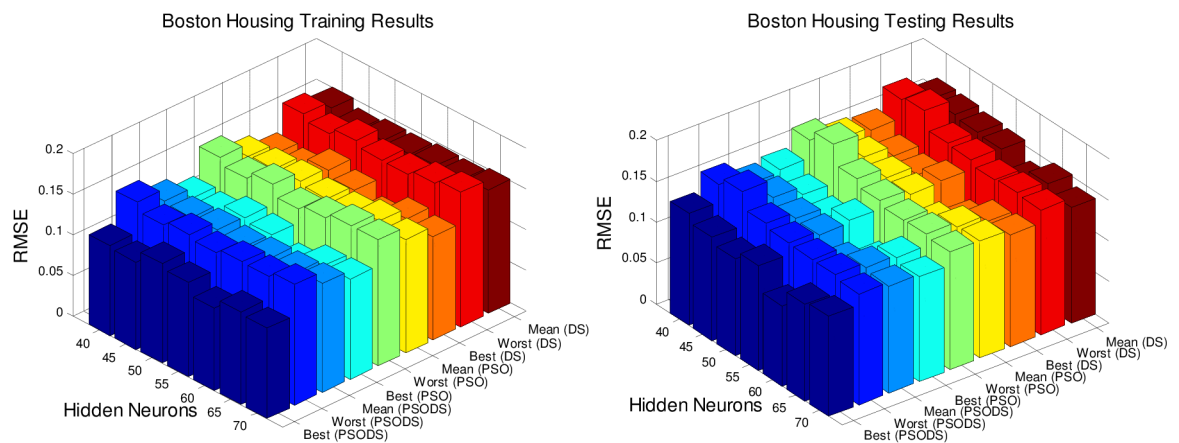 Boston Housing Training Results
0.2
0.15
0.1
0.05
0
RMSE
40
45
50
55
60
65
70
Hidden Neurons
Mean (DS)
Worst (DS)
Best (DS)
Mean (PSO)
Worst (PSO)
Best (PSO)
Mean (PSODS)
Worst (PSODS)
Best (PSODS)
Boston Housing Testing Results
0.2
0.15
0.1
0.05
0
RMSE
40
45
50
55
60
65
70
Hidden Neurons
Mean (DS)
Worst (DS)
Best (DS)
Mean (PSO)
Worst (PSO)
Best (PSO)
Mean (PSODS)
Worst (PSODS)
Best (PSODS)